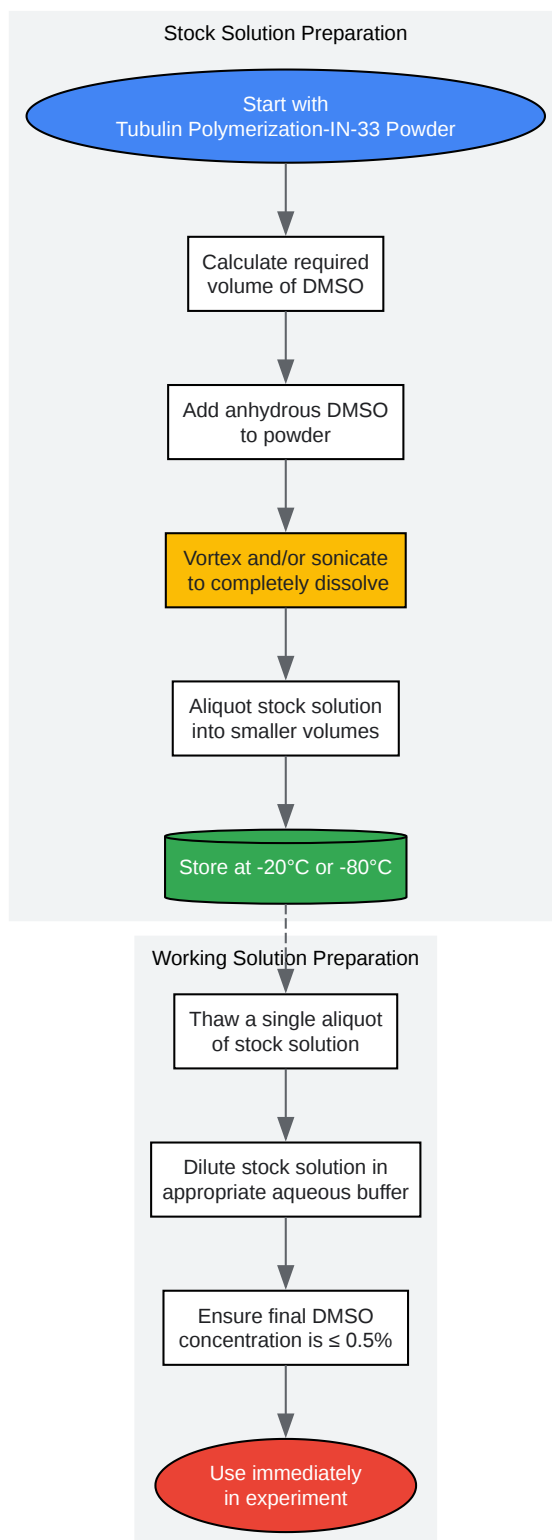 Stock Solution Preparation
Start with
Tubulin Polymerization-IN-33 Powder
Calculate required
volume of DMSO
Add anhydrous DMSO
to powder
Vortex and/or sonicate
to completely dissolve
Aliquot stock solution
into smaller volumes
Store at -20°C or -80°C
Working Solution Preparation
Thaw a single aliquot
of stock solution
Dilute stock solution in
appropriate aqueous buffer
Ensure final DMSO
concentration is ≤ 0.5%
Use immediately
in experiment